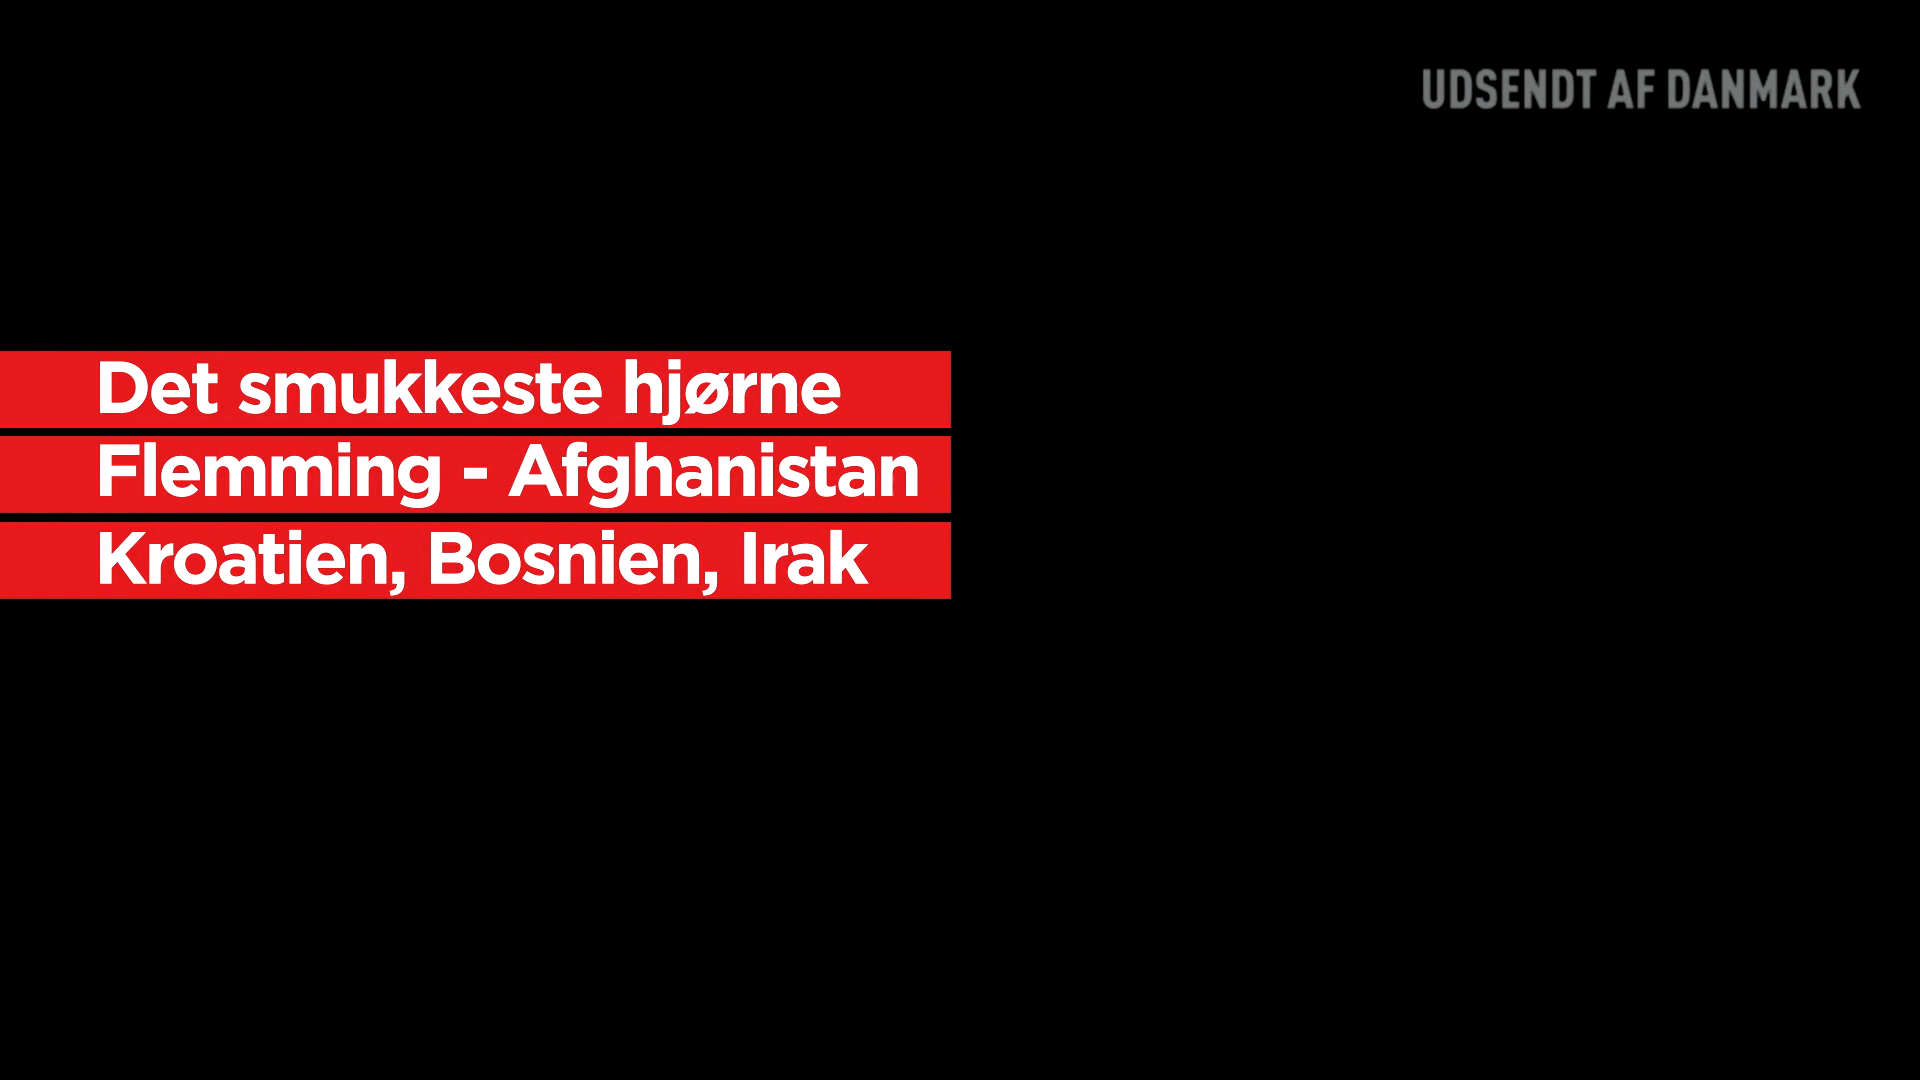 UDSENDT AF DANMARK
Det smukkeste hjørne
Flemming - Afghanistan
Kroatien, Bosnien, Irak